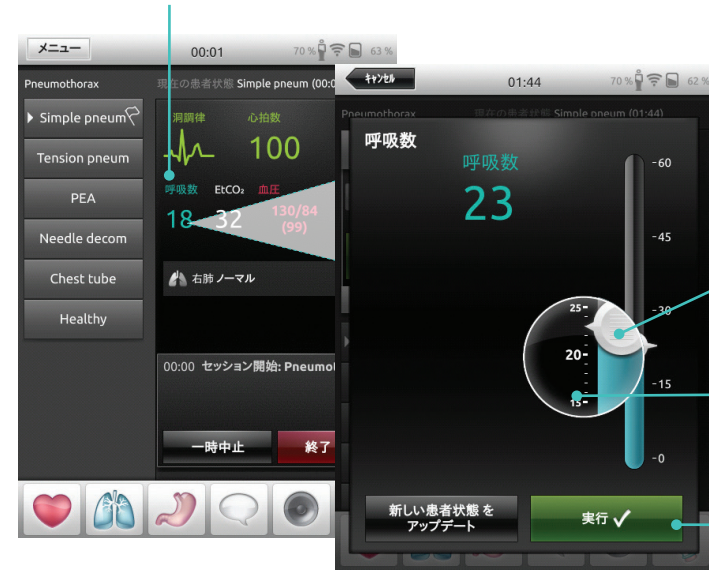 メニュー
00:01
70 %
63 %
Pneumothorax
現在の患者状態 Simple pneum (00:0
Simple pneum
Tension pneum
PEA
Needle decom
Chest tube
Healthy
洞調律
心拍数
100
呼吸数
EtCO₂
血圧
18
32
130/84
(99)
右肺 ノーマル
00:00 セッション開始: Pneumot
一時中止
終了
キャンセル
01:44
70 %
62 %
Pneumothorax
現在の患者状態 Simple pneum (01:44)
呼吸数
呼吸数
23
60
45
30
15
0
25
20
15
新しい患者状態 を
アップデート
実行